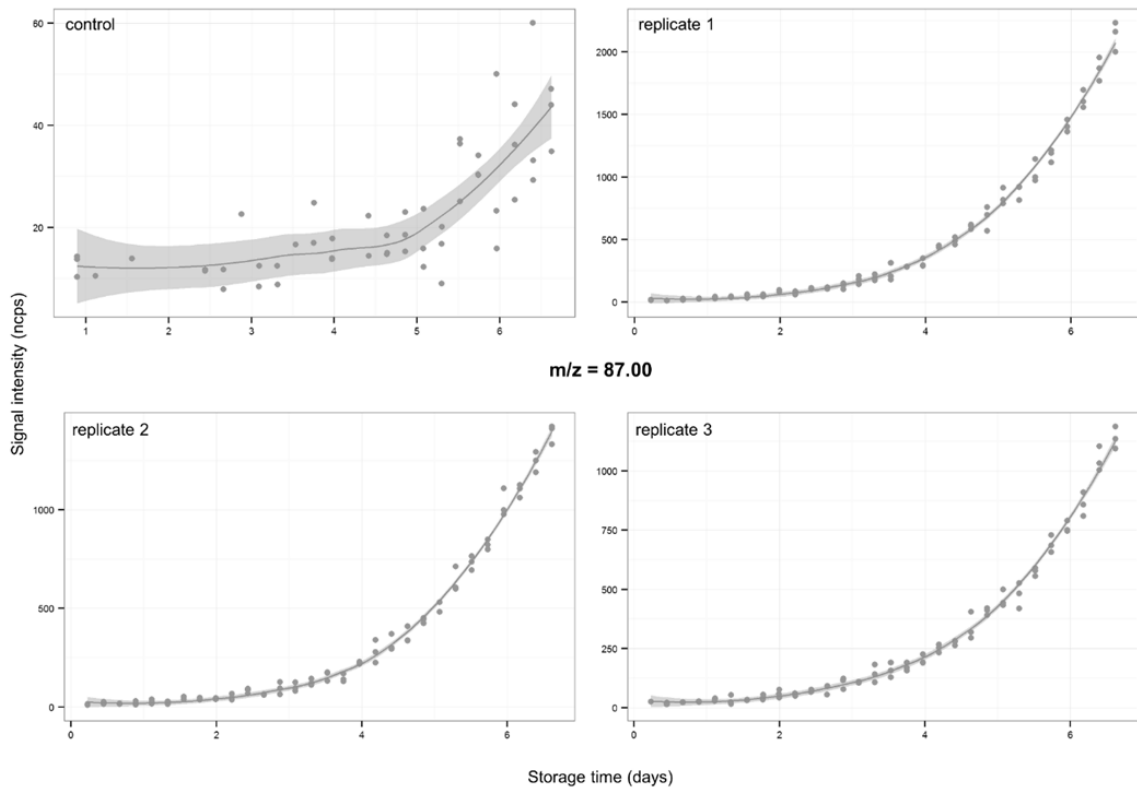 control
60
40
20
1 2 3 4 5 6
replicate 1
2000
1500
1000
500
0
0 2 4 6
m/z = 87.00
Signal intensity (ncps)
replicate 2
1000
500
0
0 2 4 6
replicate 3
1000
750
500
250
0
0 2 4 6
Storage time (days)